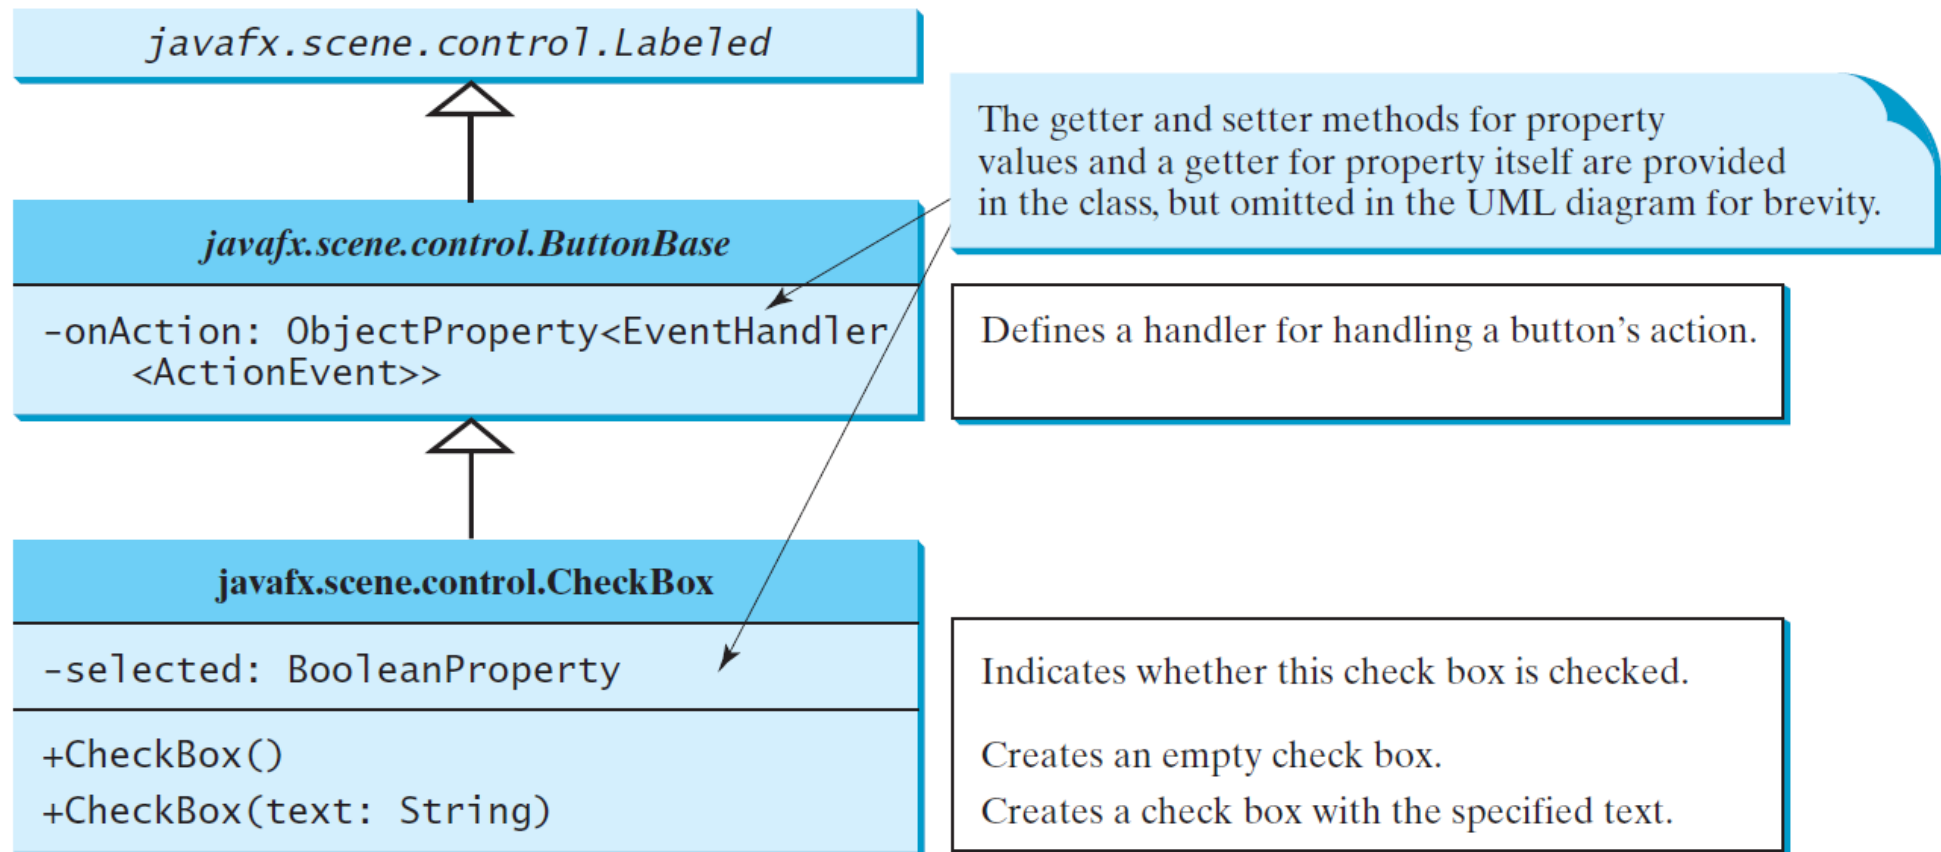 javafx.scene.control.Labeled
The getter and setter methods for property
values and a getter for property itself are provided
in the class, but omitted in the UML diagram for brevity.
javafx.scene.control.ButtonBase
-onAction: ObjectProperty<EventHandler
<ActionEvent>>
Defines a handler for handling a button’s action.
javafx.scene.control.CheckBox
-selected: BooleanProperty
Indicates whether this check box is checked.
+CheckBox()
Creates an empty check box.
+CheckBox(text: String)
Creates a check box with the specified text.